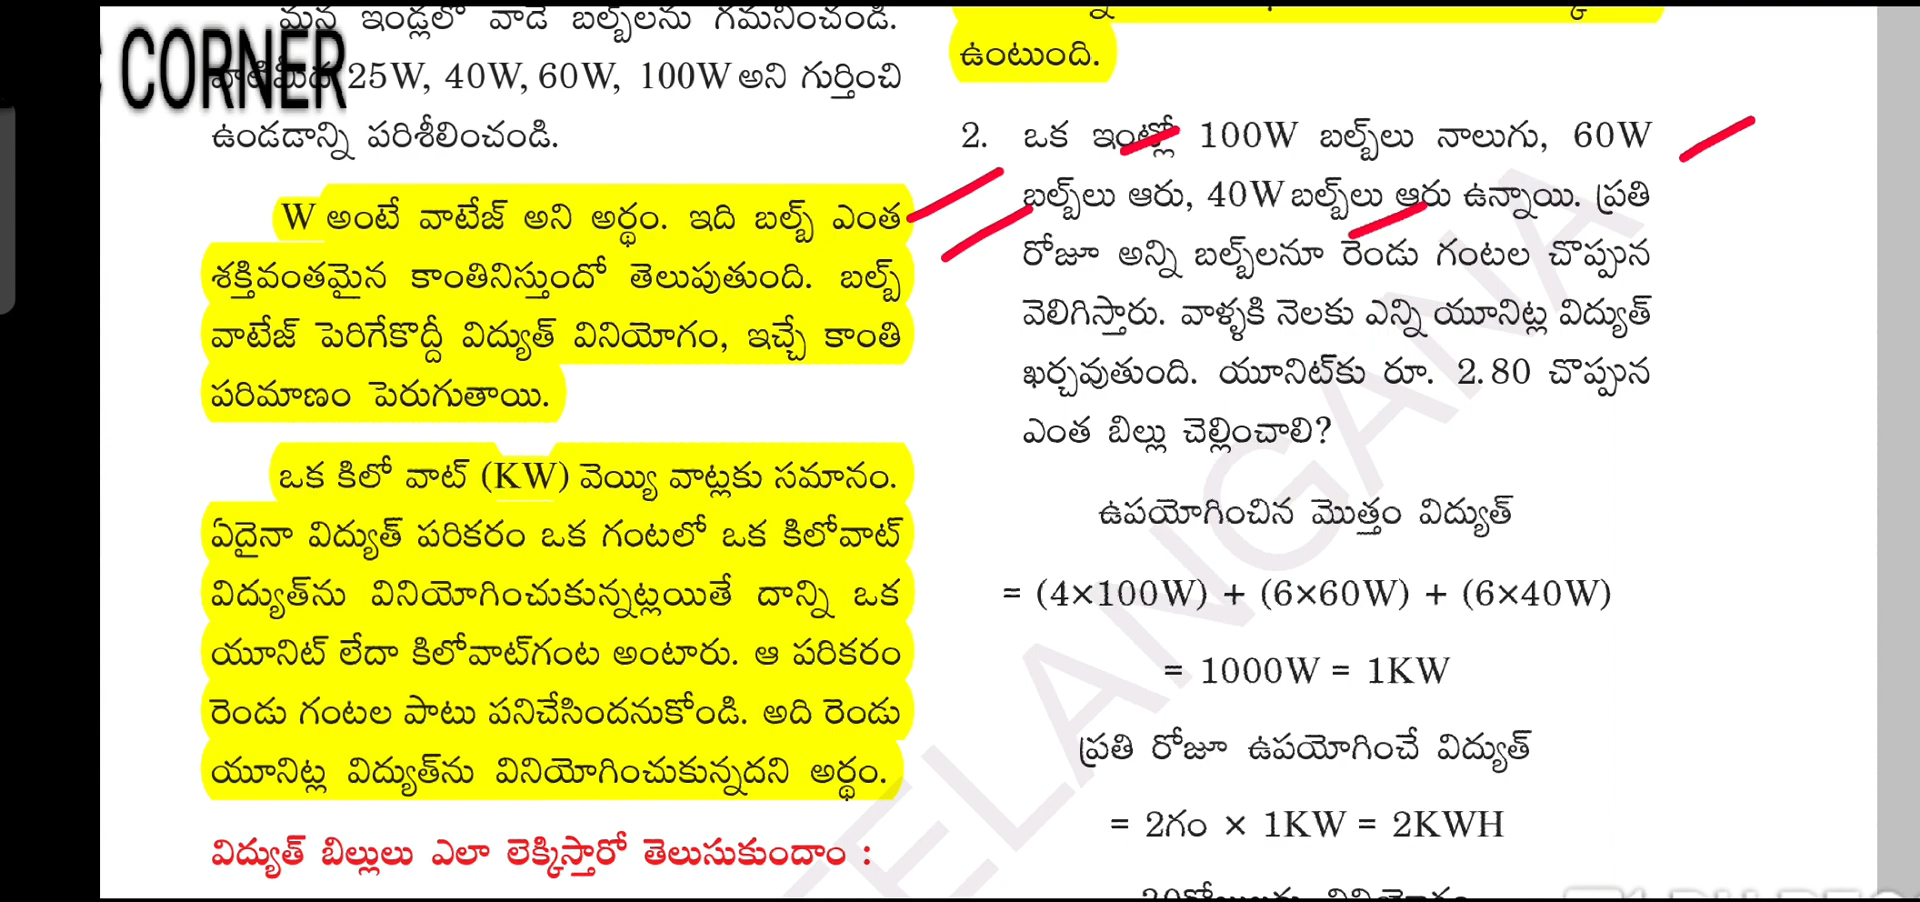 మన ఇండ్లలో వాడే బల్బ్‌లను గమనించండి.
CORNER
25W, 40W, 60W, 100W అని గుర్తించి
ఉండడాన్ని పరిశీలించండి.
W అంటే వాటేజ్ అని అర్థం. ఇది బల్బ్ ఎంత
శక్తివంతమైన కాంతినిస్తుందో తెలుపుతుంది. బల్బ్
వాటేజ్ పెరిగేకొద్దీ విద్యుత్ వినియోగం, ఇచ్చే కాంతి
పరిమాణం పెరుగుతాయి.
ఒక కిలో వాట్ (KW) వెయ్యి వాట్లకు సమానం.
ఏదైనా విద్యుత్ పరికరం ఒక గంటలో ఒక కిలోవాట్
విద్యుత్‌ను వినియోగించుకున్నట్లయితే దాన్ని ఒక
యూనిట్ లేదా కిలోవాట్‌గంట అంటారు. ఆ పరికరం
రెండు గంటల పాటు పనిచేసిందనుకోండి. అది రెండు
యూనిట్ల విద్యుత్‌ను వినియోగించుకున్నదని అర్థం.
విద్యుత్ బిల్లులు ఎలా లెక్కిస్తారో తెలుసుకుందాం :
ఉంటుంది.
2. ఒక ఇంట్లో 100W బల్బ్‌లు నాలుగు, 60W
బల్బ్‌లు ఆరు, 40W బల్బ్‌లు ఆరు ఉన్నాయి. ప్రతి
రోజూ అన్ని బల్బ్‌లనూ రెండు గంటల చొప్పున
వెలిగిస్తారు. వాళ్ళకి నెలకు ఎన్ని యూనిట్ల విద్యుత్
ఖర్చవుతుంది. యూనిట్‌కు రూ. 2.80 చొప్పున
ఎంత బిల్లు చెల్లించాలి?
ఉపయోగించిన మొత్తం విద్యుత్
= (4×100W) + (6×60W) + (6×40W)
= 1000W = 1KW
ప్రతి రోజూ ఉపయోగించే విద్యుత్
= 2గం × 1KW = 2KWH
TELANGANA